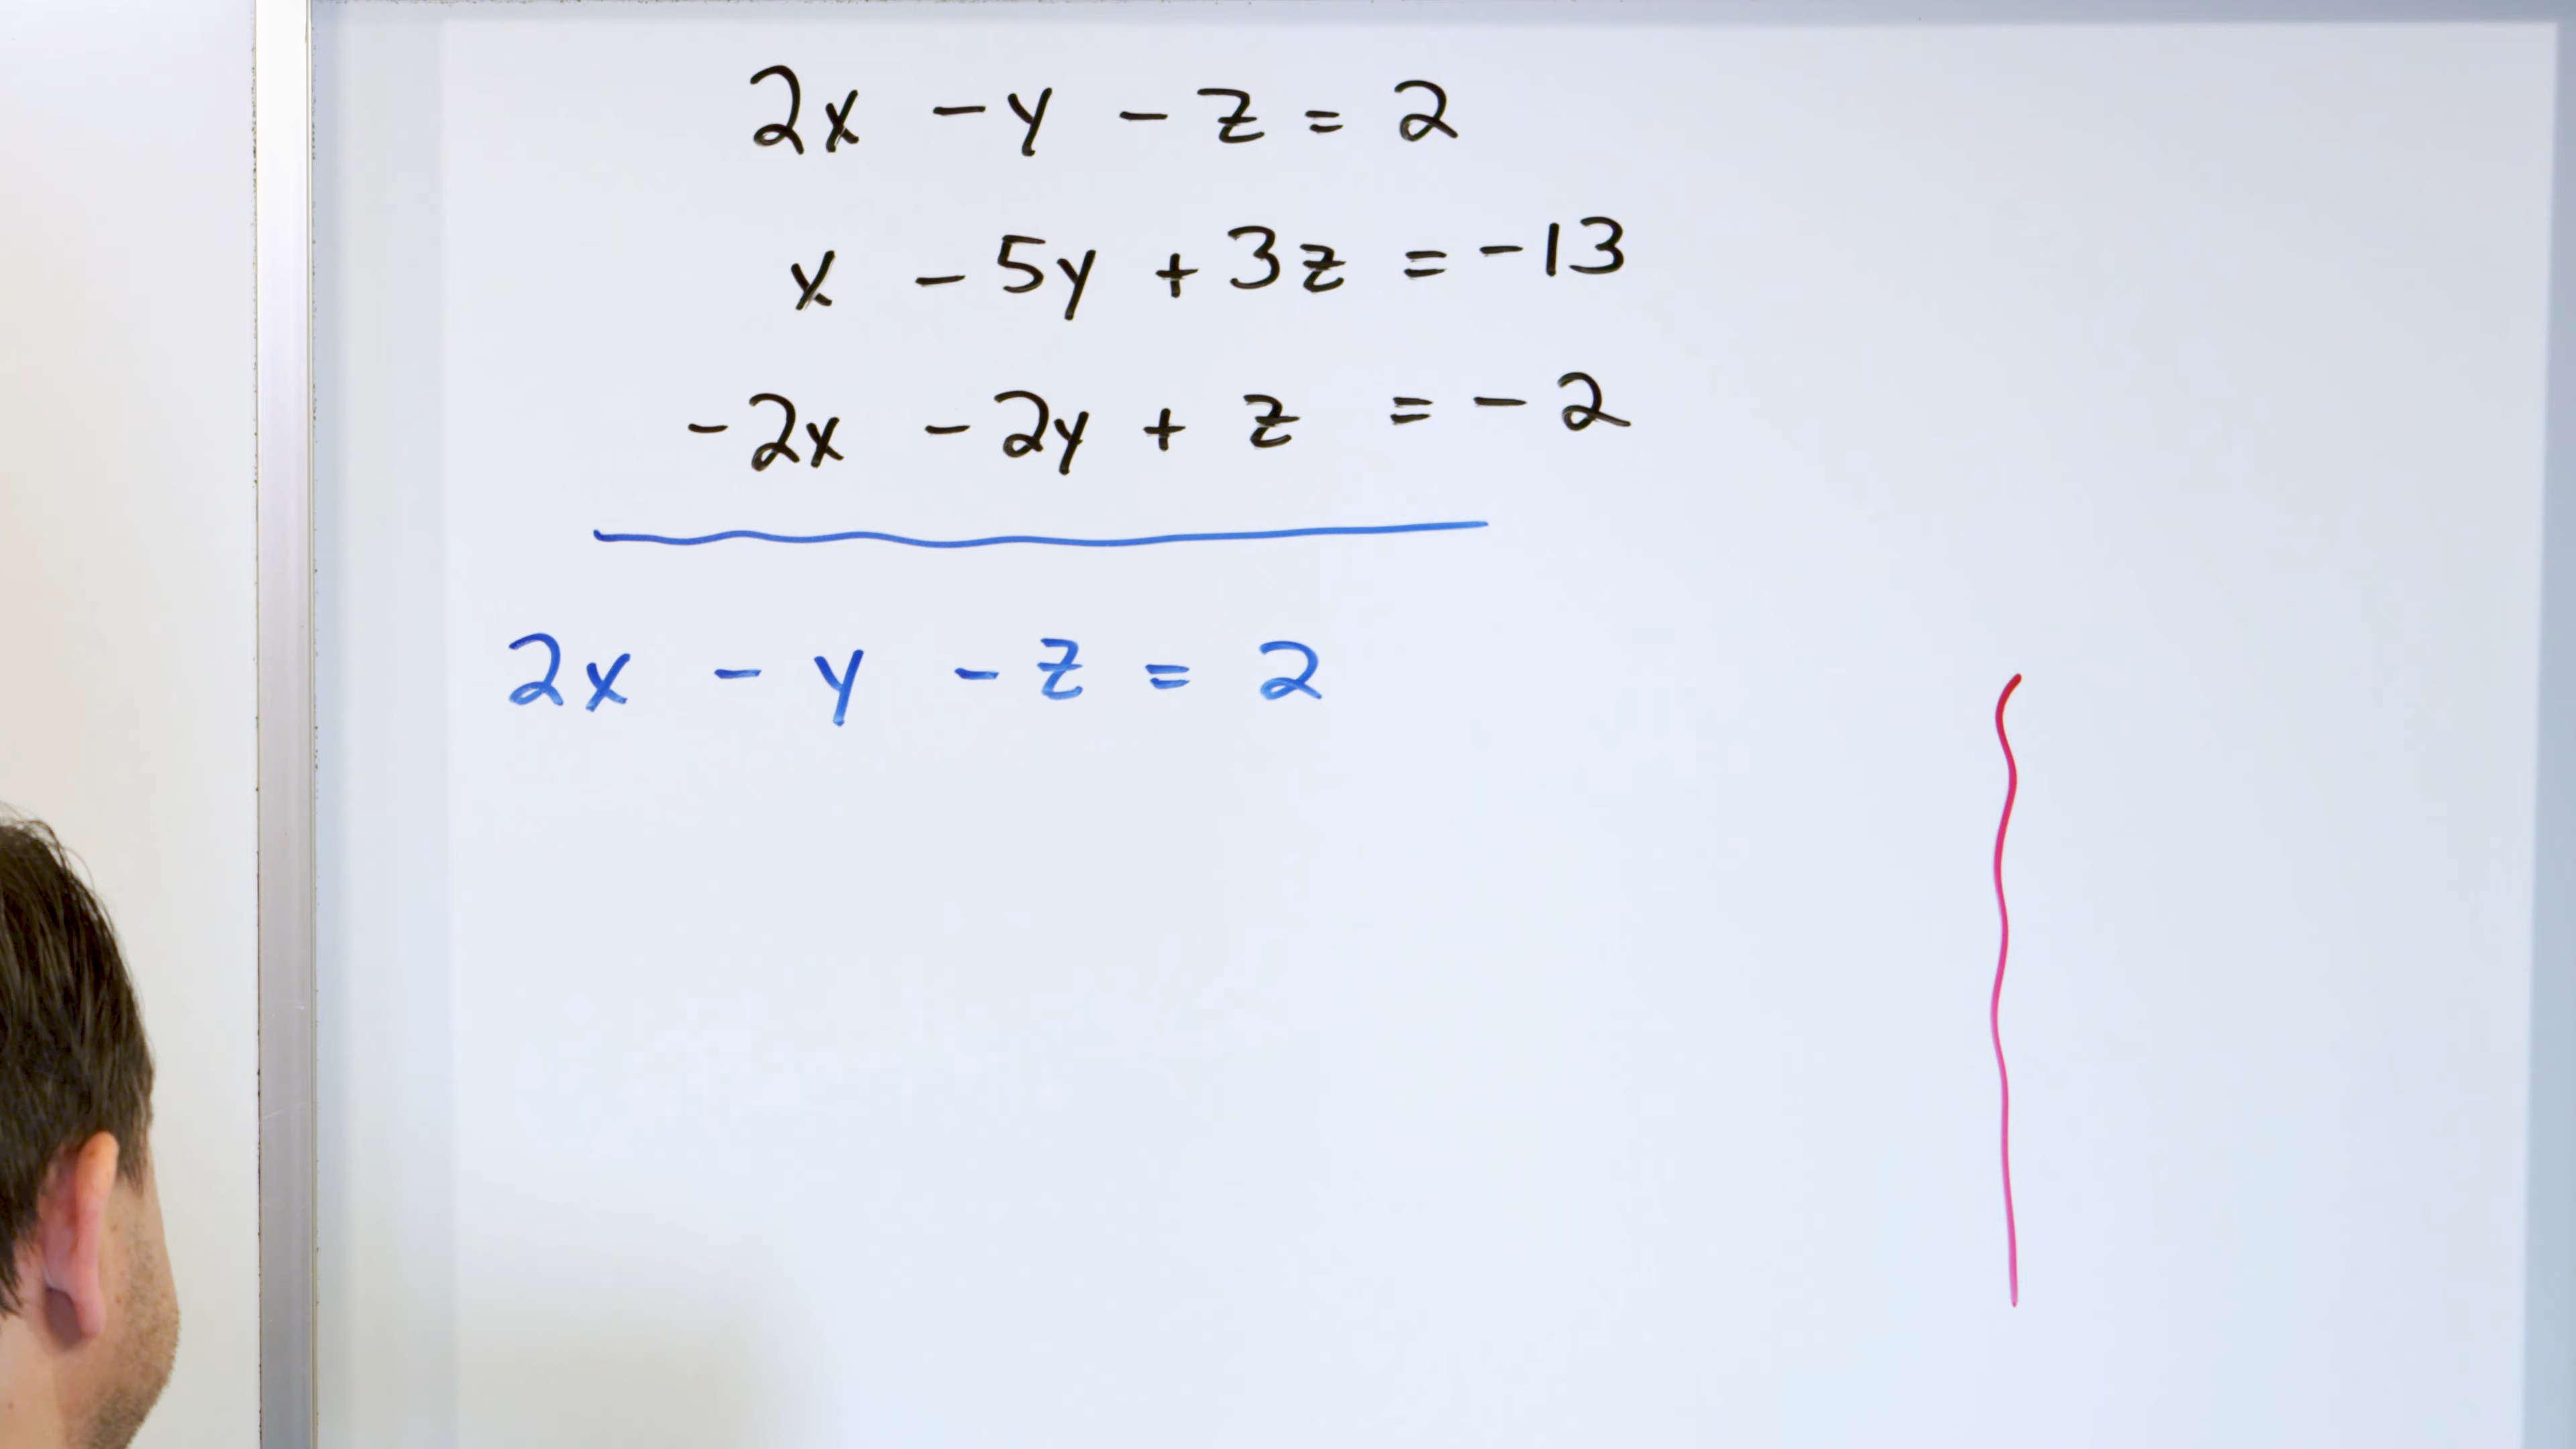 2x - y - z = 2
x - 5y + 3z = -13
-2x - 2y + z = -2
2x - y - z = 2